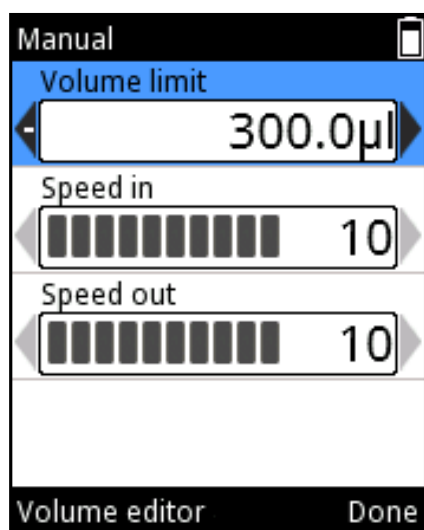 Manual
Volume limit
- 300.0µl
Speed in
10
Speed out
10
Volume editor Done